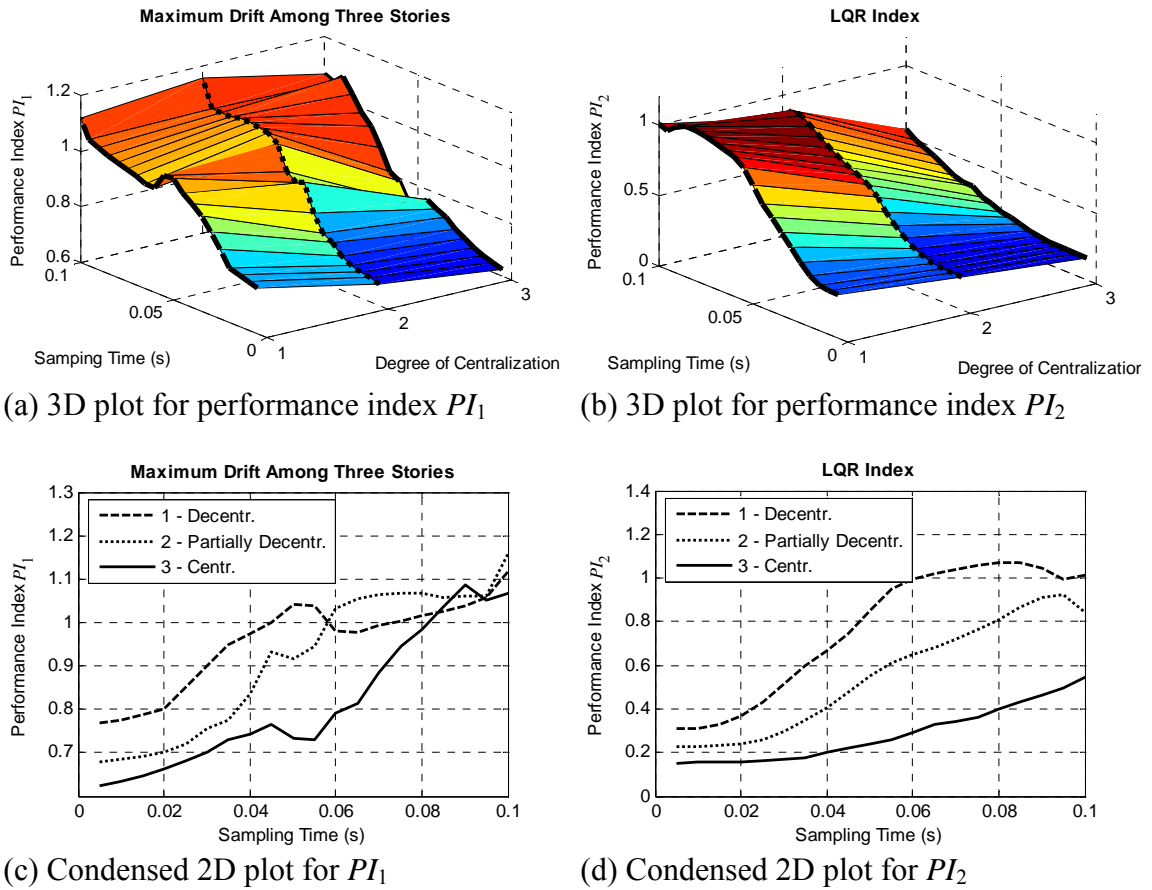 Maximum Drift Among Three Stories
Performance Index PI1
1.2
1
0.8
0.6
0.1
0.05
0
1
2
3
Samping Time (s)
Degree of Centralization
(a) 3D plot for performance index PI1
LQR Index
Performance Index PI2
1
0.5
0
0.1
0.05
0
1
2
3
Sampling Time (s)
Degree of Centralization
(b) 3D plot for performance index PI2
Maximum Drift Among Three Stories
Performance Index PI1
1.3
1.2
1.1
1
0.9
0.8
0.7
0
0.02
0.04
0.06
0.08
0.1
1 - Decentr.
2 - Partially Decentr.
3 - Centr.
Sampling Time (s)
(c) Condensed 2D plot for PI1
LQR Index
Performance Index PI2
1.4
1.2
1
0.8
0.6
0.4
0.2
0
0
0.02
0.04
0.06
0.08
0.1
1 - Decentr.
2 - Partially Decentr.
3 - Centr.
Sampling Time (s)
(d) Condensed 2D plot for PI2